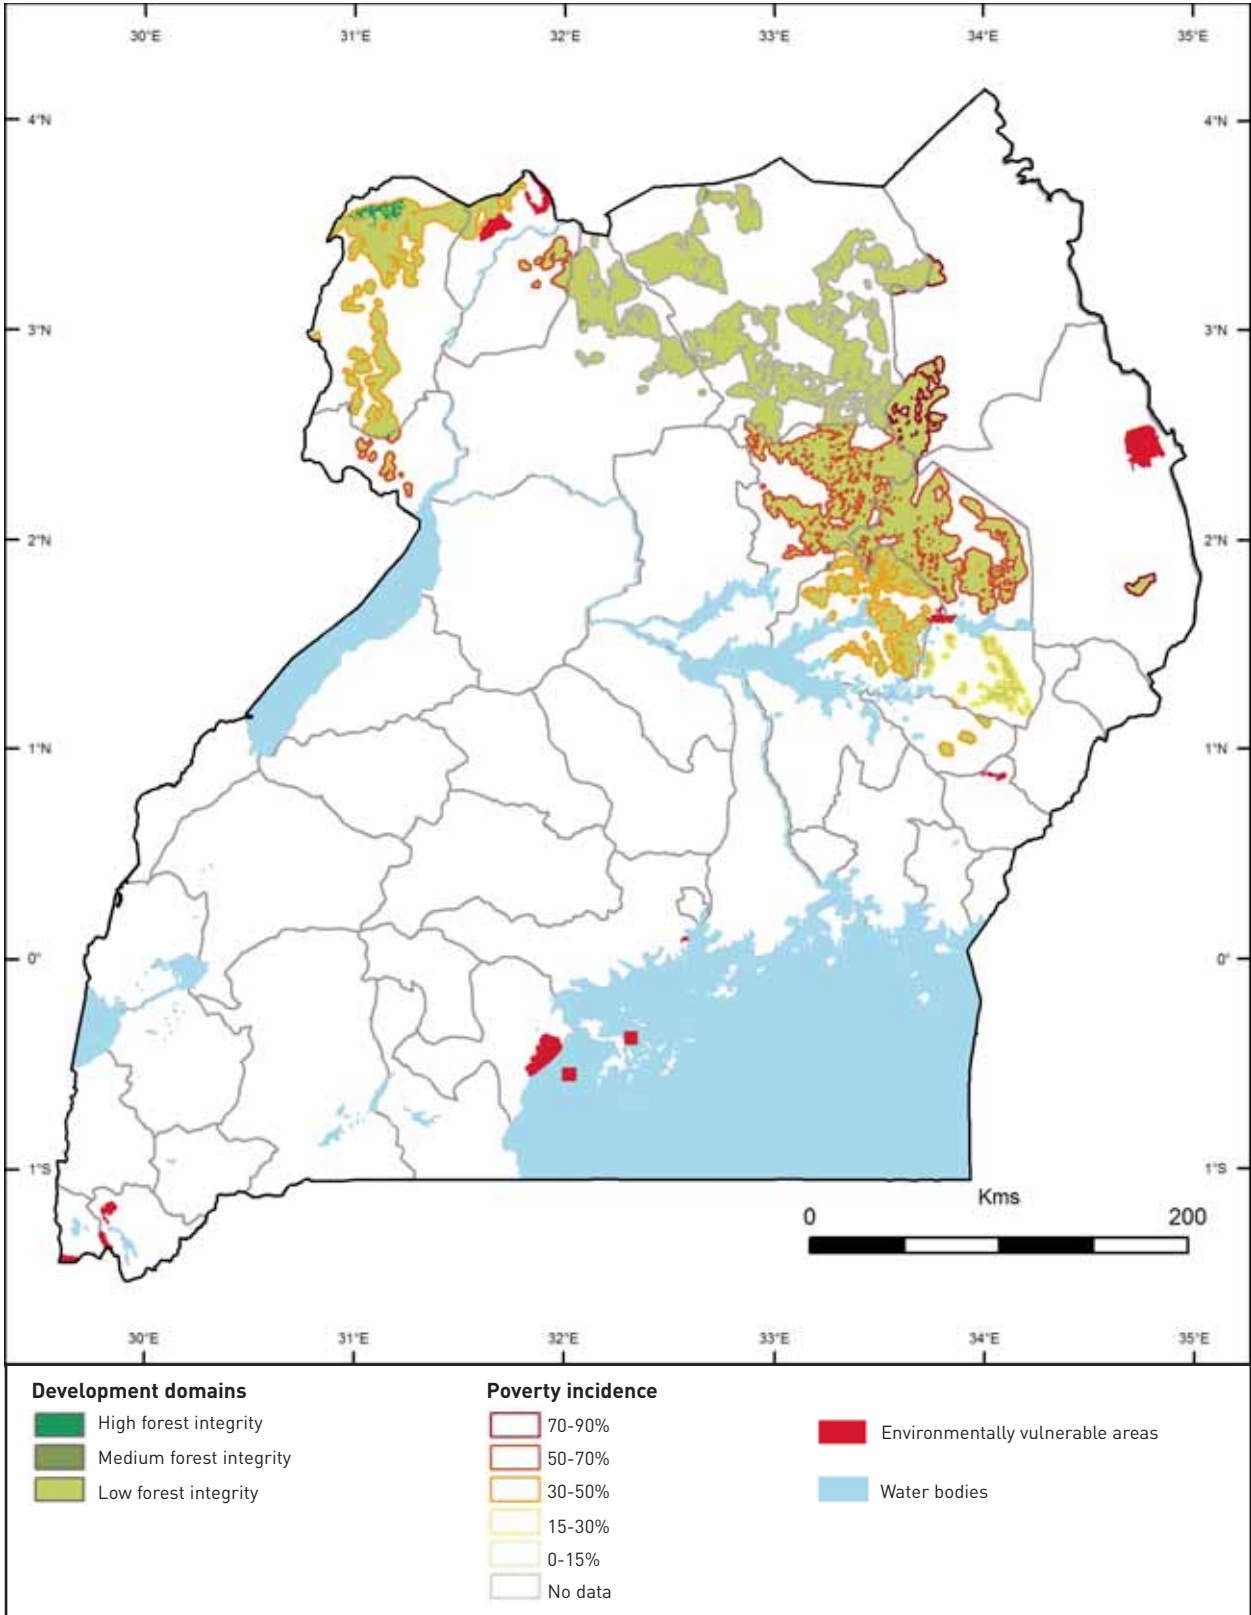 30°E 31°E 32°E 33°E 34°E 35°E
4°N 4°N
3°N 3°N
2°N 2°N
1°N 1°N
0° 0°
1°S 1°S
Kms
0 200
30°E 31°E 32°E 33°E 34°E 35°E
Development domains
High forest integrity
Medium forest integrity
Low forest integrity
Poverty incidence
70-90%
50-70%
30-50%
15-30%
0-15%
No data
Environmentally vulnerable areas
Water bodies